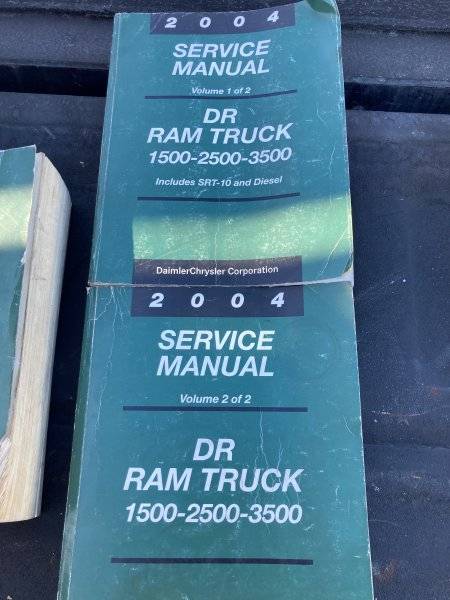 2004
SERVICE
MANUAL
Volume 1 of 2
DR
RAM TRUCK
1500-2500-3500
Includes SRT-10 and Diesel
DaimlerChrysler Corporation
2004
SERVICE
MANUAL
Volume 2 of 2
DR
RAM TRUCK
1500-2500-3500